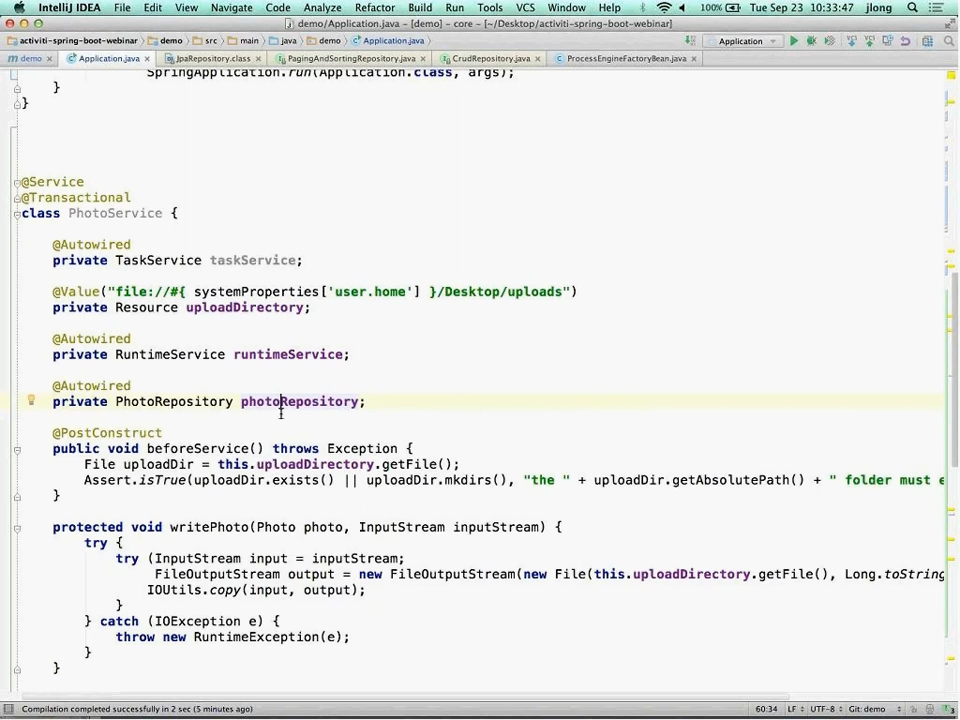 IntelliJ IDEA File Edit View Navigate Code Analyze Refactor Build Run Tools VCS Window Help 100% Tue Sep 23 10:33:47 jlong
demo/Application.java - [demo] - core - [~/Desktop/activiti-spring-boot-webinar]
activiti-spring-boot-webinar demo src main java demo Application.java Application
m demo Application.java JpaRepository.class PagingAndSortingRepository.java CrudRepository.java ProcessEngineFactoryBean.java
SpringApplication.run(Application.class, args);
}
}
@Service
@Transactional
class PhotoService {
@Autowired
private TaskService taskService;
@Value("file://#{ systemProperties['user.home'] }/Desktop/uploads")
private Resource uploadDirectory;
@Autowired
private RuntimeService runtimeService;
@Autowired
private PhotoRepository photoRepository;
@PostConstruct
public void beforeService() throws Exception {
File uploadDir = this.uploadDirectory.getFile();
Assert.isTrue(uploadDir.exists() || uploadDir.mkdirs(), "the " + uploadDir.getAbsolutePath() + " folder must e
}
protected void writePhoto(Photo photo, InputStream inputStream) {
try {
try (InputStream input = inputStream;
FileOutputStream output = new FileOutputStream(new File(this.uploadDirectory.getFile(), Long.toString
IOUtils.copy(input, output);
}
} catch (IOException e) {
throw new RuntimeException(e);
}
}
Compilation completed successfully in 2 sec (5 minutes ago) 60:34 LF UTF-8 Git: demo